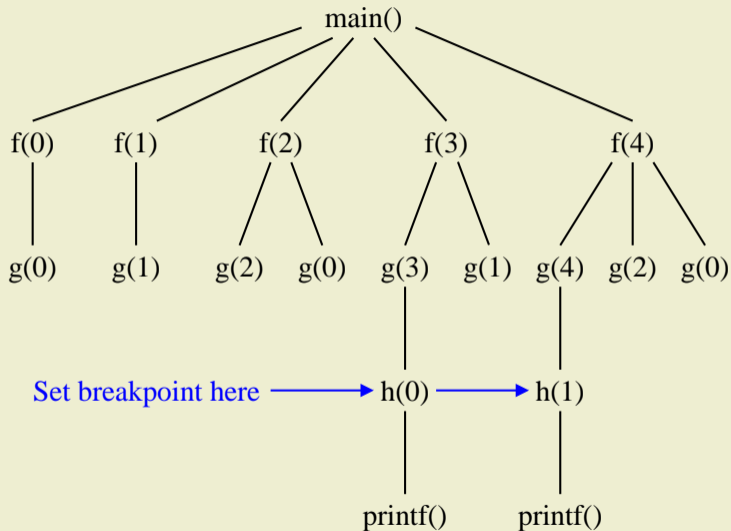 main()
f(0) f(1) f(2) f(3) f(4)
g(0) g(1) g(2) g(0) g(3) g(1) g(4) g(2) g(0)
Set breakpoint here h(0) h(1)
printf() printf()